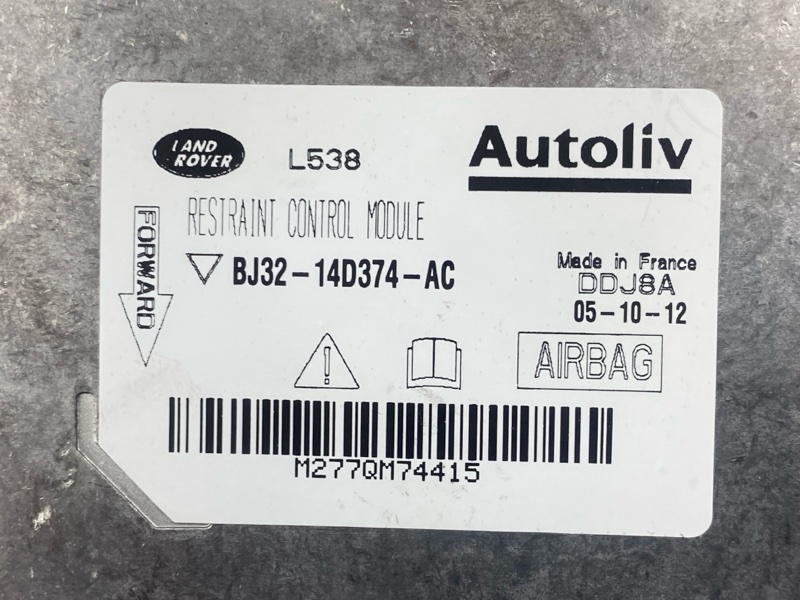 LAND ROVER
L538
Autoliv
RESTRAINT CONTROL MODULE
FORWARD
BJ32-14D374-AC
Made in France
DDJ8A
05-10-12
!
AIRBAG
M277QM74415